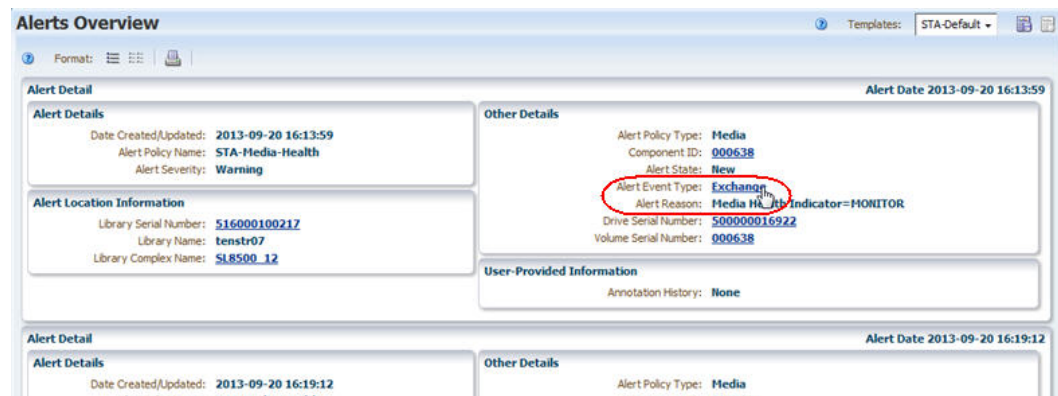 Alerts Overview
Templates: STA-Default
Format:
Alert Detail
Alert Date 2013-09-20 16:13:59
Alert Details
Date Created/Updated: 2013-09-20 16:13:59
Alert Policy Name: STA-Media-Health
Alert Severity: Warning
Alert Location Information
Library Serial Number: 516000100217
Library Name: tenstr07
Library Complex Name: SL8500_12
Other Details
Alert Policy Type: Media
Component ID: 000638
Alert State: New
Alert Event Type: Exchange
Alert Reason: Media Health Indicator=MONITOR
Drive Serial Number: 500000016922
Volume Serial Number: 000638
User-Provided Information
Annotation History: None
Alert Detail
Alert Date 2013-09-20 16:19:12
Alert Details
Date Created/Updated: 2013-09-20 16:19:12
Other Details
Alert Policy Type: Media